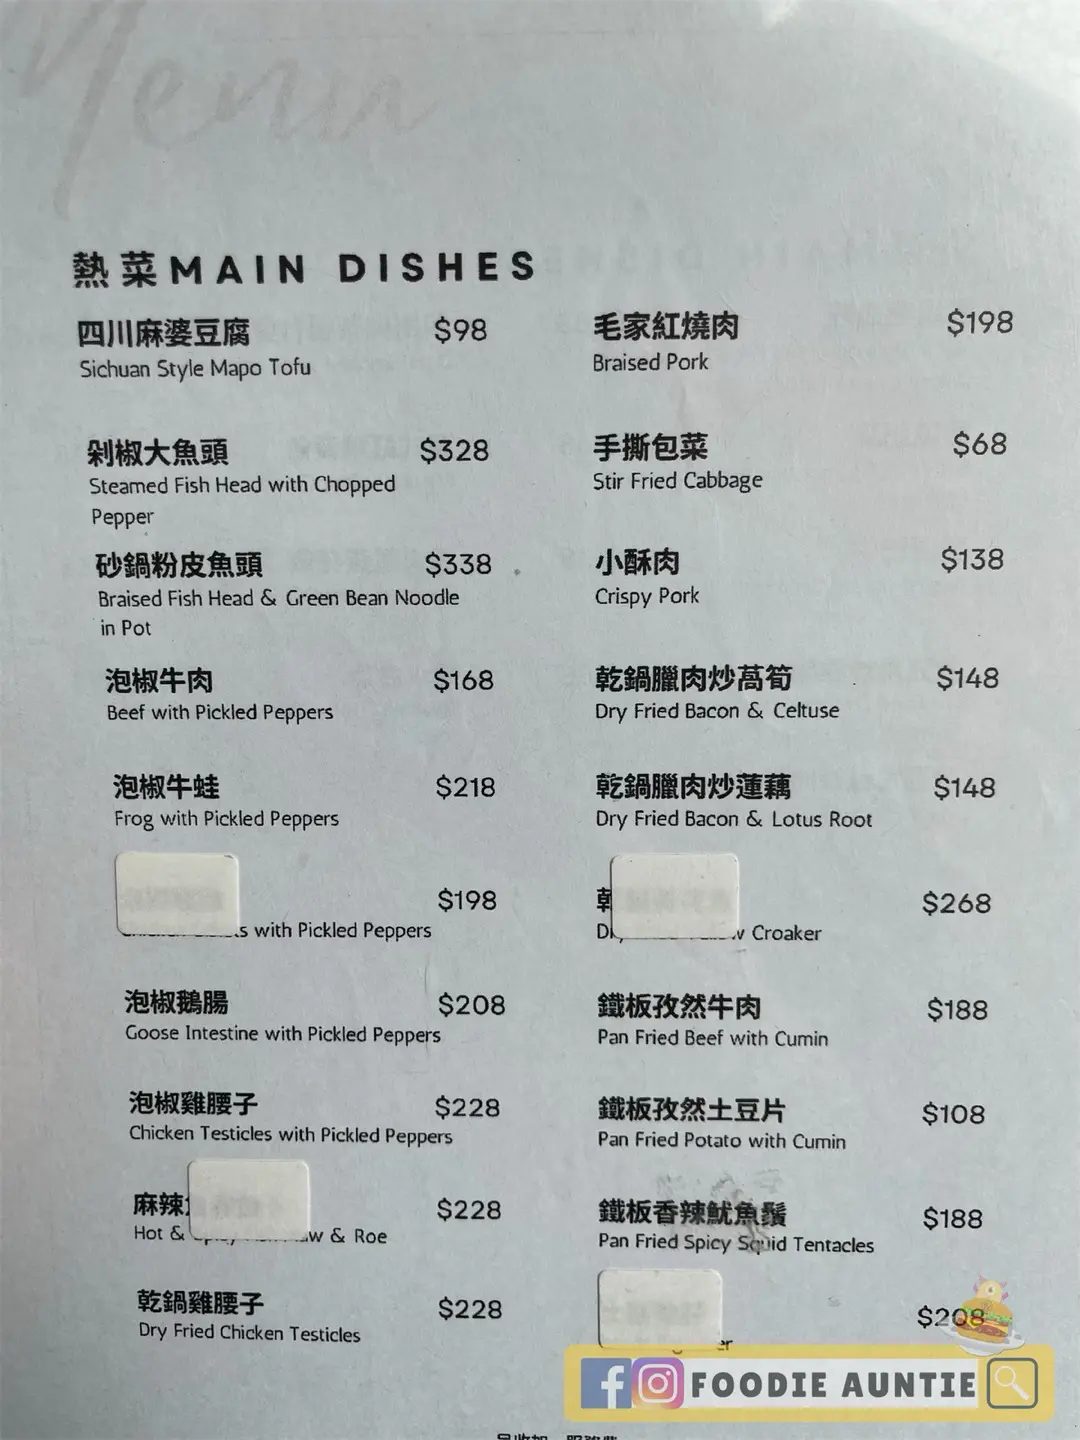 Menu
熱菜MAIN DISHES
四川麻婆豆腐 $98
Sichuan Style Mapo Tofu
剁椒大魚頭 $328
Steamed Fish Head with Chopped
Pepper
砂鍋粉皮魚頭 $338
Braised Fish Head & Green Bean Noodle
in Pot
泡椒牛肉 $168
Beef with Pickled Peppers
泡椒牛蛙 $218
Frog with Pickled Peppers
$198
with Pickled Peppers
泡椒鵝腸 $208
Goose Intestine with Pickled Peppers
泡椒雞腰子 $228
Chicken Testicles with Pickled Peppers
麻辣 $228
Hot & & Roe
乾鍋雞腰子 $228
Dry Fried Chicken Testicles
毛家紅燒肉 $198
Braised Pork
手撕包菜 $68
Stir Fried Cabbage
小酥肉 $138
Crispy Pork
乾鍋臘肉炒萵筍 $148
Dry Fried Bacon & Celtuse
乾鍋臘肉炒蓮藕 $148
Dry Fried Bacon & Lotus Root
乾 $268
Croaker
鐵板孜然牛肉 $188
Pan Fried Beef with Cumin
鐵板孜然土豆片 $108
Pan Fried Potato with Cumin
鐵板香辣魷魚鬚 $188
Pan Fried Spicy Squid Tentacles
$208
FOODIE AUNTIE